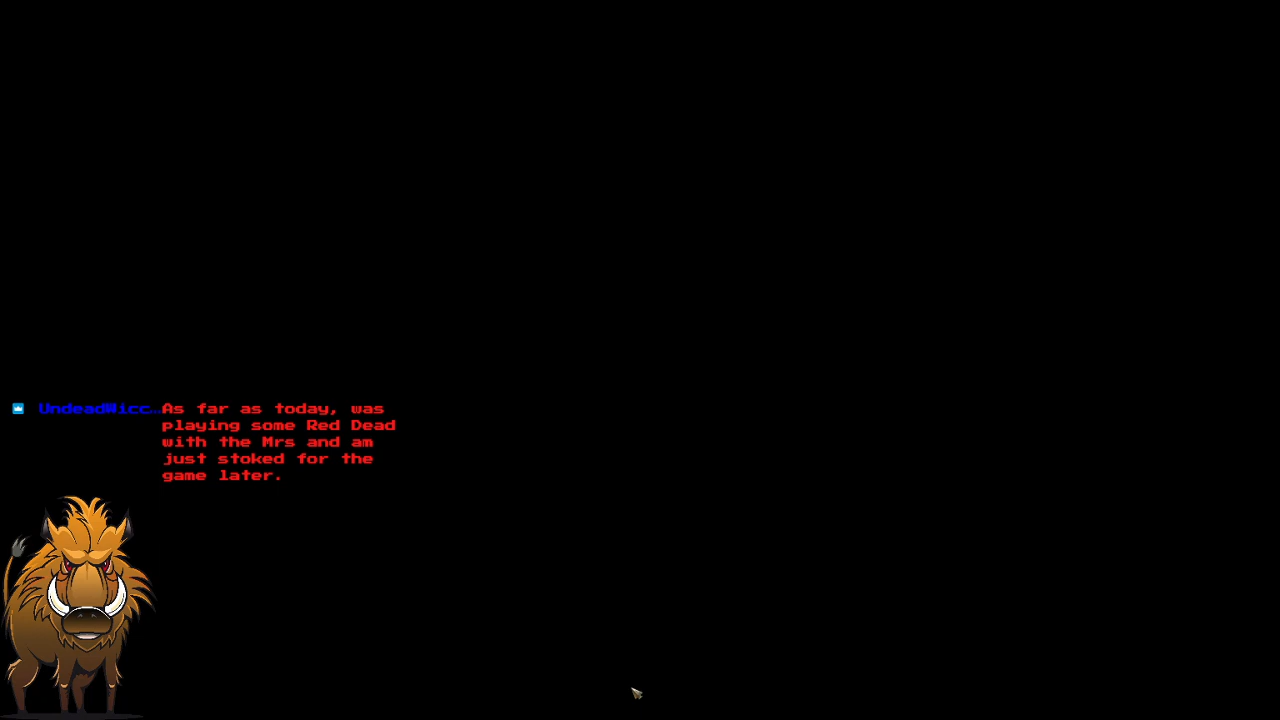 UndeadWicc...As far as today, was
playing some Red Dead
with the Mrs and am
just stoked for the
game later.